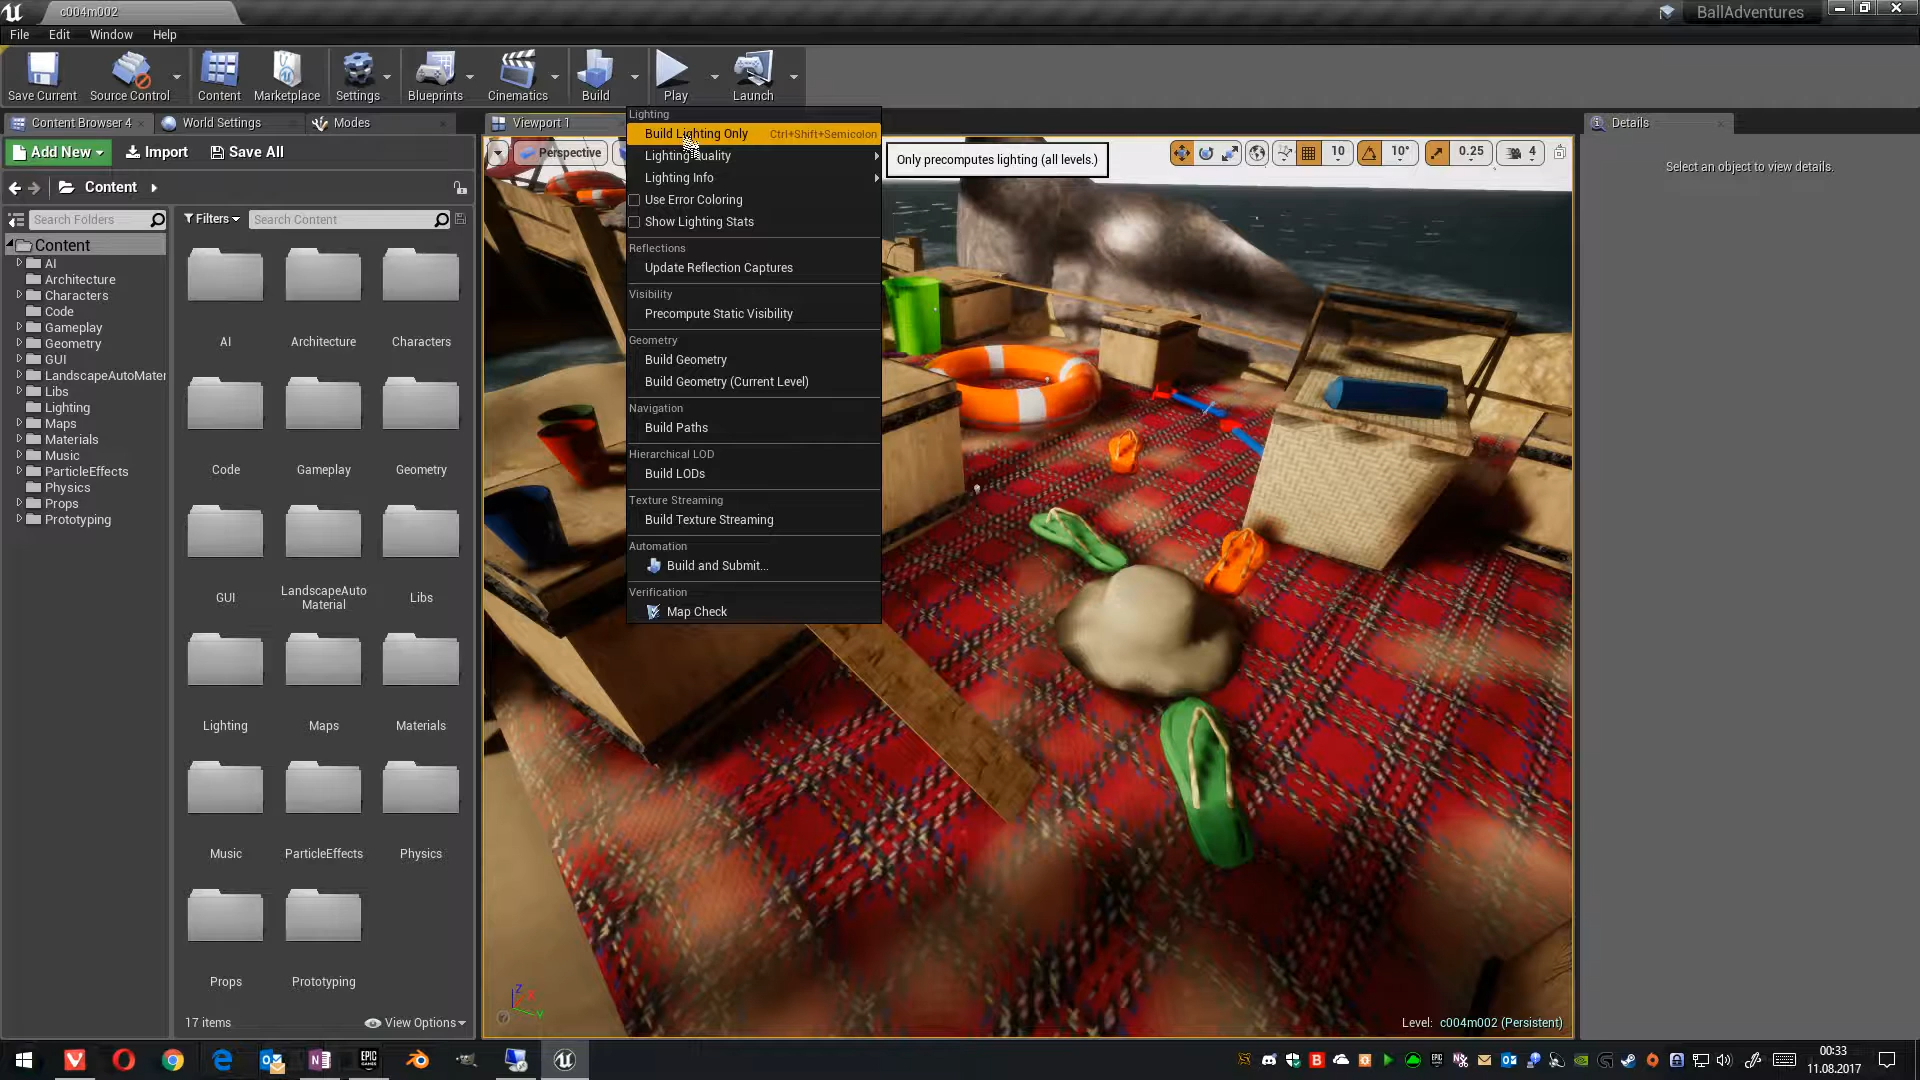 c004m002
BallAdventures
File Edit Window Help
Save Current
Source Control
Content
Marketplace
Settings
Blueprints
Cinematics
Build
Play
Launch
Content Browser 4
World Settings
Modes
Viewport 1
Details
Add New
Import
Save All
Content
Search Folders
Filters
Search Content
Content
AI
Architecture
Characters
Code
Gameplay
Geometry
GUI
LandscapeAutoMater
Libs
Lighting
Maps
Materials
Music
ParticleEffects
Physics
Props
Prototyping
AI
Architecture
Characters
Code
Gameplay
Geometry
GUI
LandscapeAuto
Material
Libs
Lighting
Maps
Materials
Music
ParticleEffects
Physics
Props
Prototyping
17 items
View Options
Perspective
Lighting
Build Lighting Only Ctrl+Shift+Semicolon
Lighting Quality
Lighting Info
Use Error Coloring
Show Lighting Stats
Reflections
Update Reflection Captures
Visibility
Precompute Static Visibility
Geometry
Build Geometry
Build Geometry (Current Level)
Navigation
Build Paths
Hierarchical LOD
Build LODs
Texture Streaming
Build Texture Streaming
Automation
Build and Submit...
Verification
Map Check
Only precomputes lighting (all levels.)
10
10°
0.25
4
Select an object to view details.
Level: c004m002 (Persistent)
00:33
11.08.2017